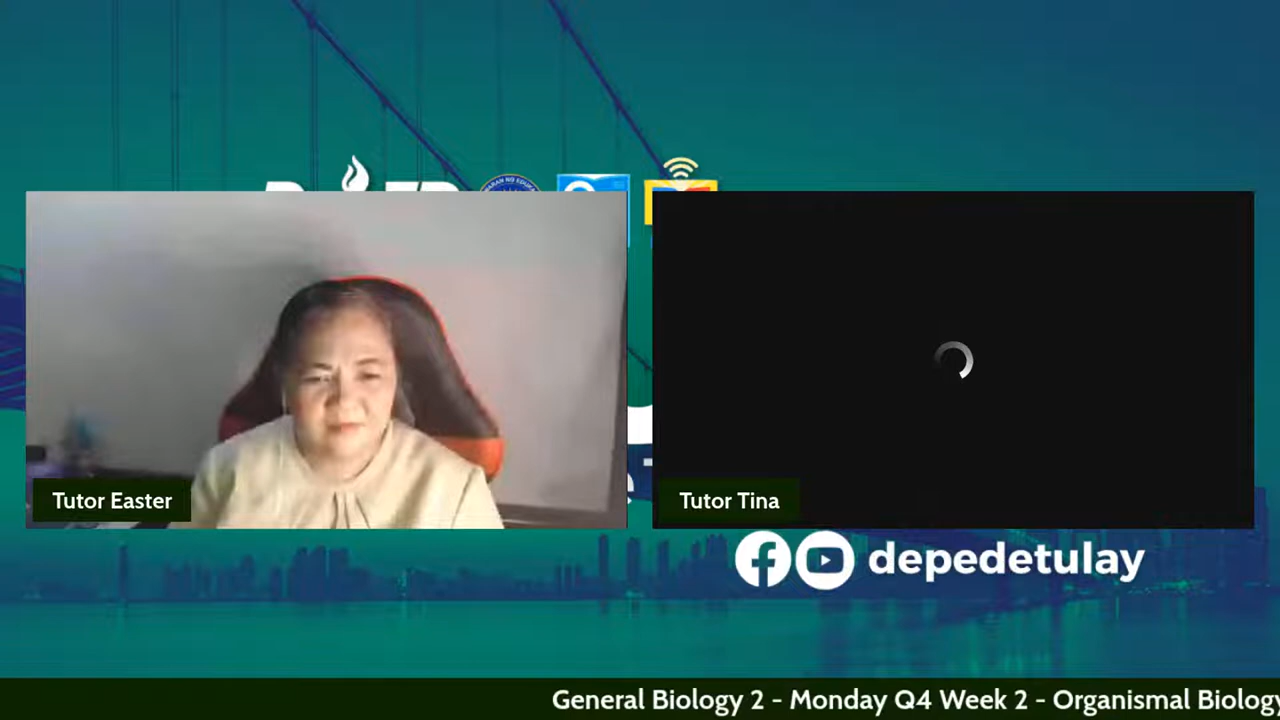 Tutor Easter
Tutor Tina
depedetulay
General Biology 2 - Monday Q4 Week 2 - Organismal Biology